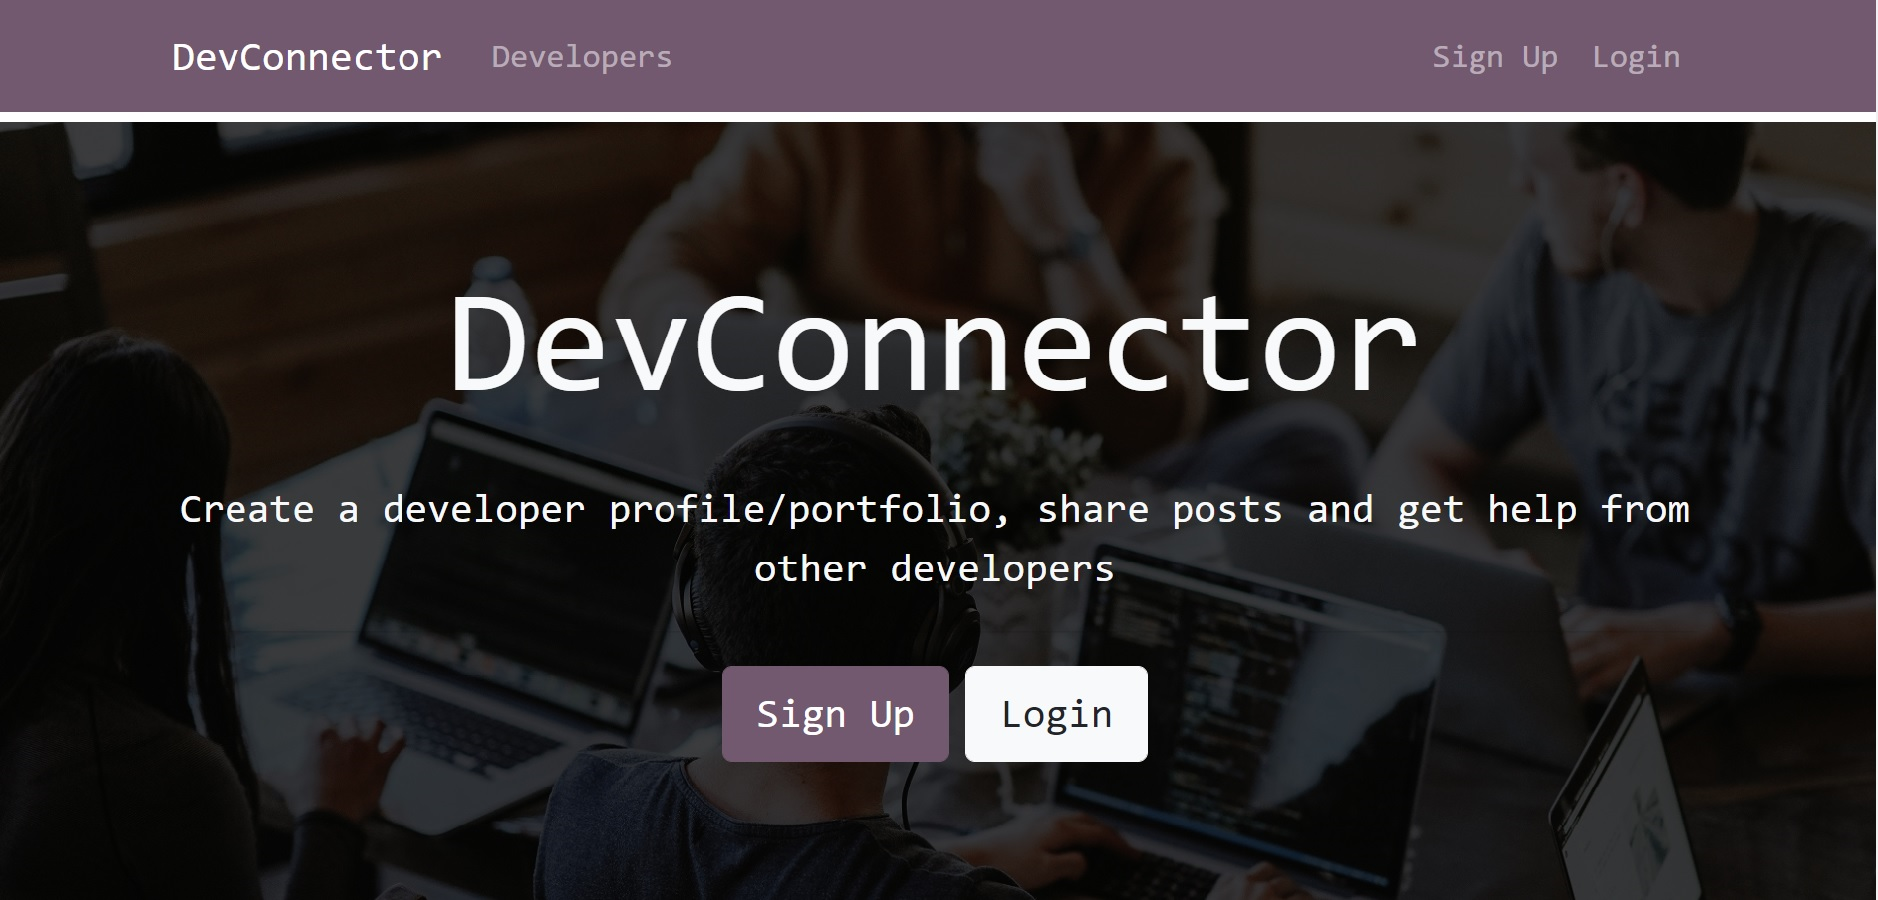 DevConnector Developers Sign Up Login
DevConnector
Create a developer profile/portfolio, share posts and get help from
other developers
Sign Up Login